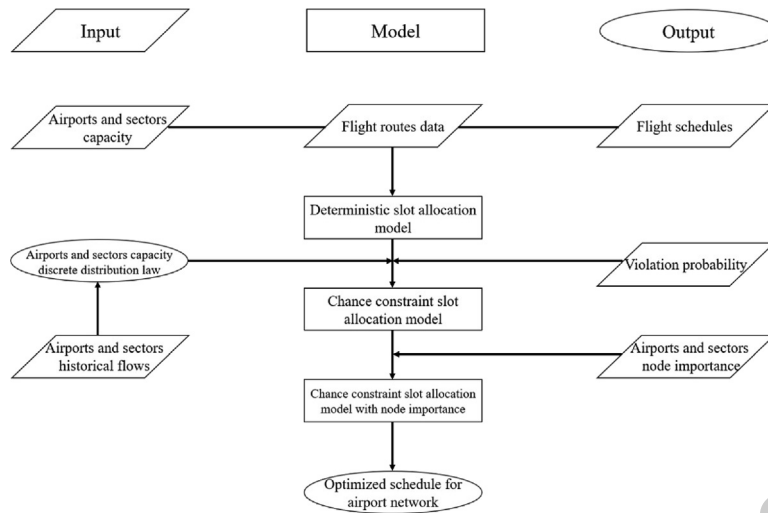 Input
Model
Output
Airports and sectors
capacity
Flight routes data
Flight schedules
Deterministic slot allocation
model
Airports and sectors capacity
discrete distribution law
Violation probability
Chance constraint slot
allocation model
Airports and sectors
historical flows
Airports and sectors
node importance
Chance constraint slot allocation
model with node importance
Optimized schedule for
airport network